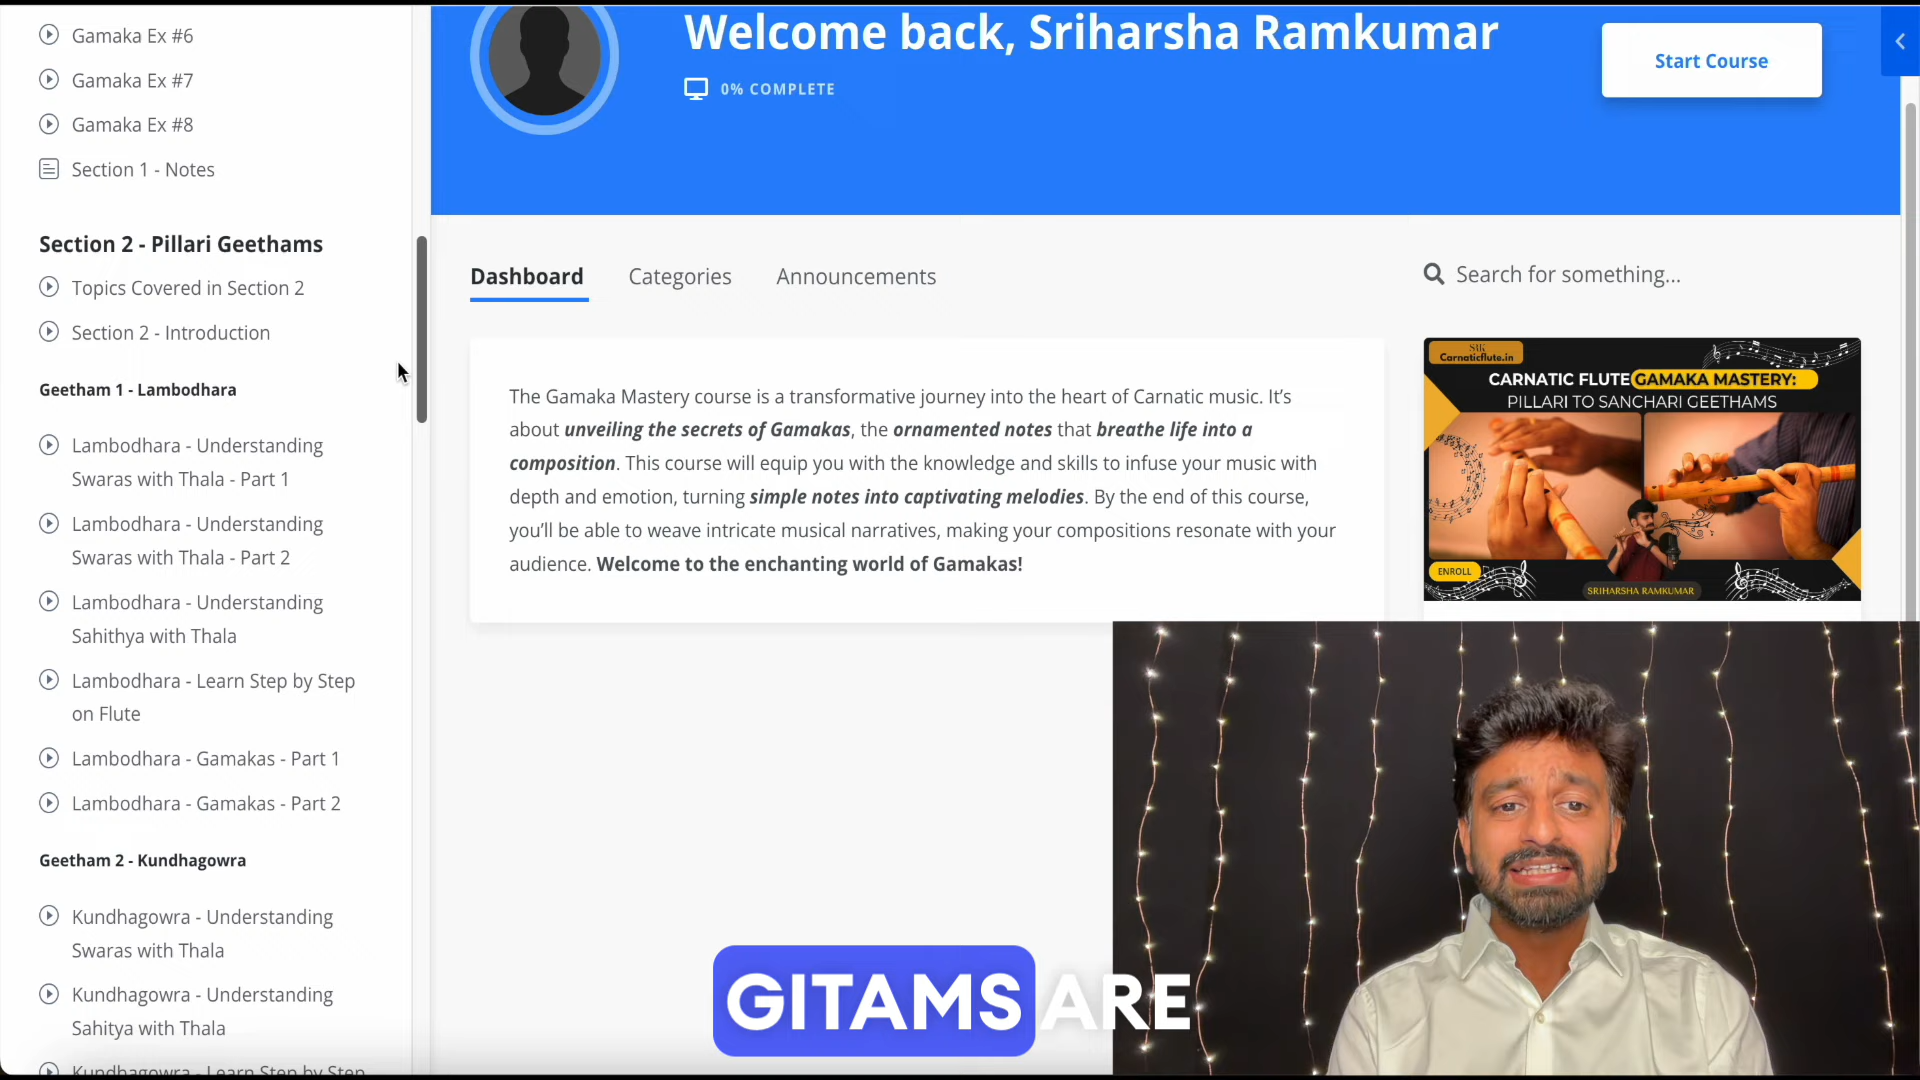 Gamaka Ex #6
Gamaka Ex #7
Gamaka Ex #8
Section 1 - Notes
Section 2 - Pillari Geethams
Topics Covered in Section 2
Section 2 - Introduction
Geetham 1 - Lambodhara
Lambodhara - Understanding
Swaras with Thala - Part 1
Lambodhara - Understanding
Swaras with Thala - Part 2
Lambodhara - Understanding
Sahithya with Thala
Lambodhara - Learn Step by Step
on Flute
Lambodhara - Gamakas - Part 1
Lambodhara - Gamakas - Part 2
Geetham 2 - Kundhagowra
Kundhagowra - Understanding
Swaras with Thala
Kundhagowra - Understanding
Sahitya with Thala
Kundhagowra - Learn Step by Step
Welcome back, Sriharsha Ramkumar
0% COMPLETE
Start Course
Dashboard
Categories
Announcements
Search for something...
The Gamaka Mastery course is a transformative journey into the heart of Carnatic music. It's
about unveiling the secrets of Gamakas, the ornamented notes that breathe life into a
composition. This course will equip you with the knowledge and skills to infuse your music with
depth and emotion, turning simple notes into captivating melodies. By the end of this course,
you'll be able to weave intricate musical narratives, making your compositions resonate with your
audience. Welcome to the enchanting world of Gamakas!
Carnaticflute.in
CARNATIC FLUTE GAMAKA MASTERY:
PILLARI TO SANCHARI GEETHAMS
ENROLL
SRIHARSHA RAMKUMAR
GITAMS ARE